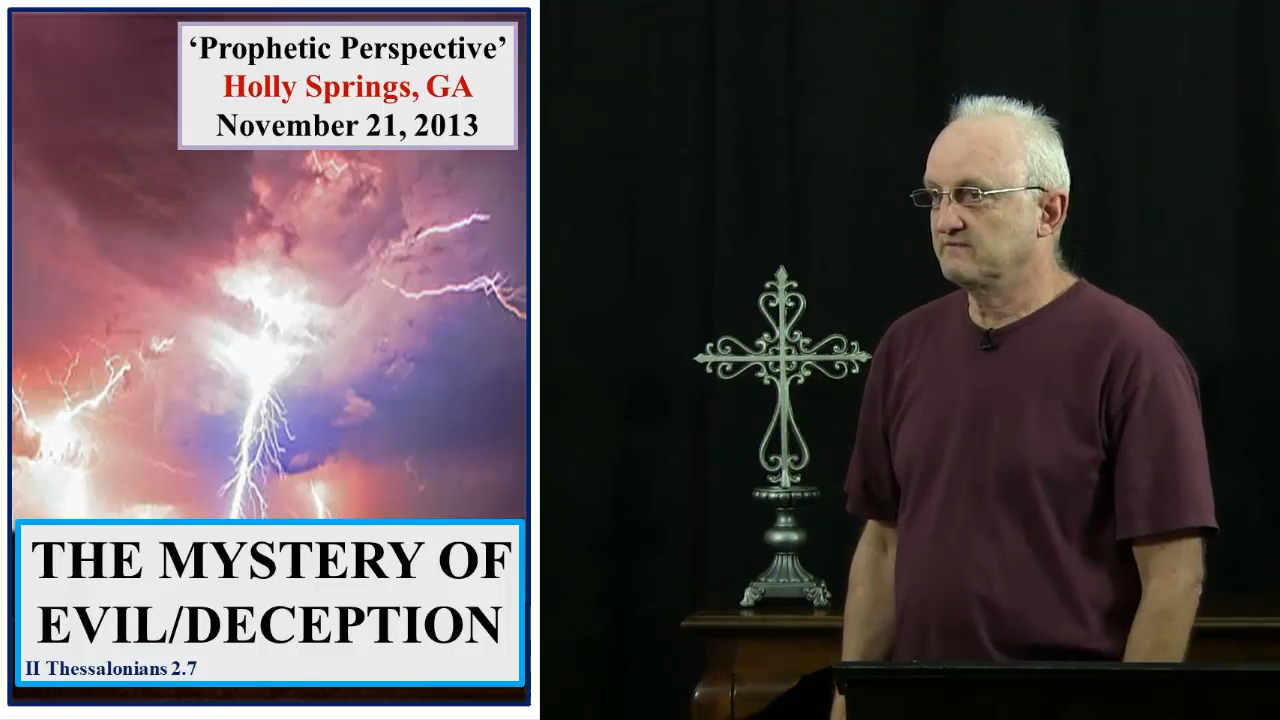 ‘Prophetic Perspective’
Holly Springs, GA
November 21, 2013
THE MYSTERY OF
EVIL/DECEPTION
II Thessalonians 2.7